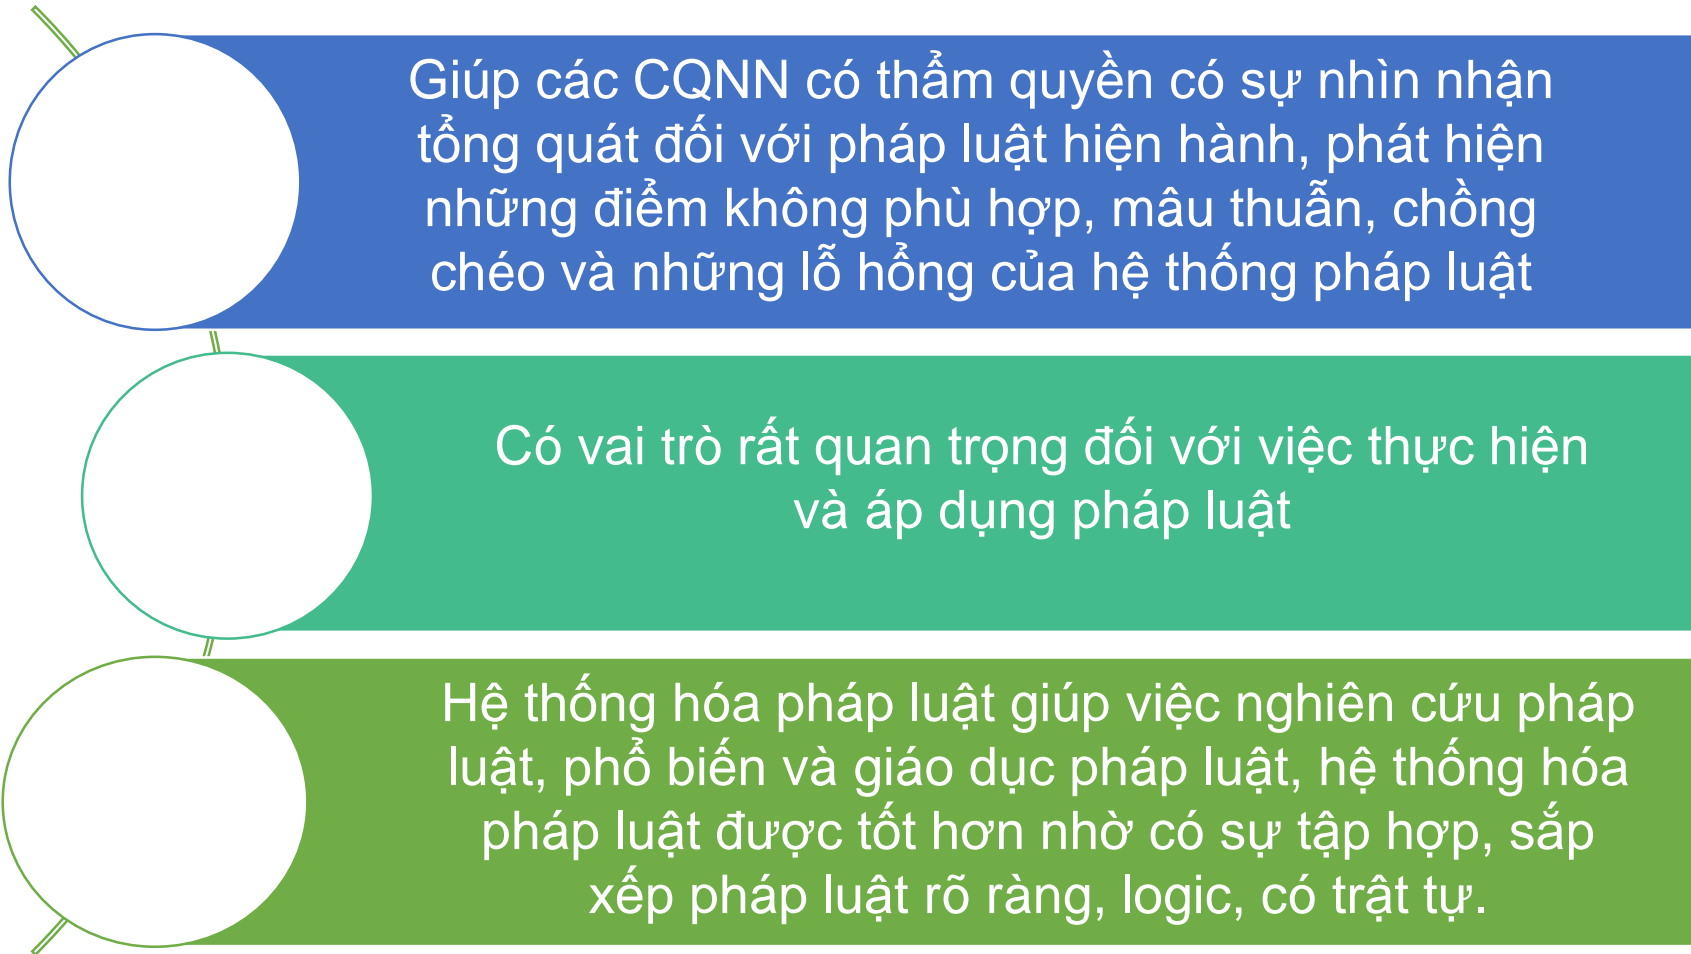 Giúp các CQNN có thẩm quyền có sự nhìn nhận
tổng quát đối với pháp luật hiện hành, phát hiện
những điểm không phù hợp, mâu thuẫn, chồng
chéo và những lỗ hổng của hệ thống pháp luật
Có vai trò rất quan trọng đối với việc thực hiện
và áp dụng pháp luật
Hệ thống hóa pháp luật giúp việc nghiên cứu pháp
luật, phổ biến và giáo dục pháp luật, hệ thống hóa
pháp luật được tốt hơn nhờ có sự tập hợp, sắp
xếp pháp luật rõ ràng, logic, có trật tự.